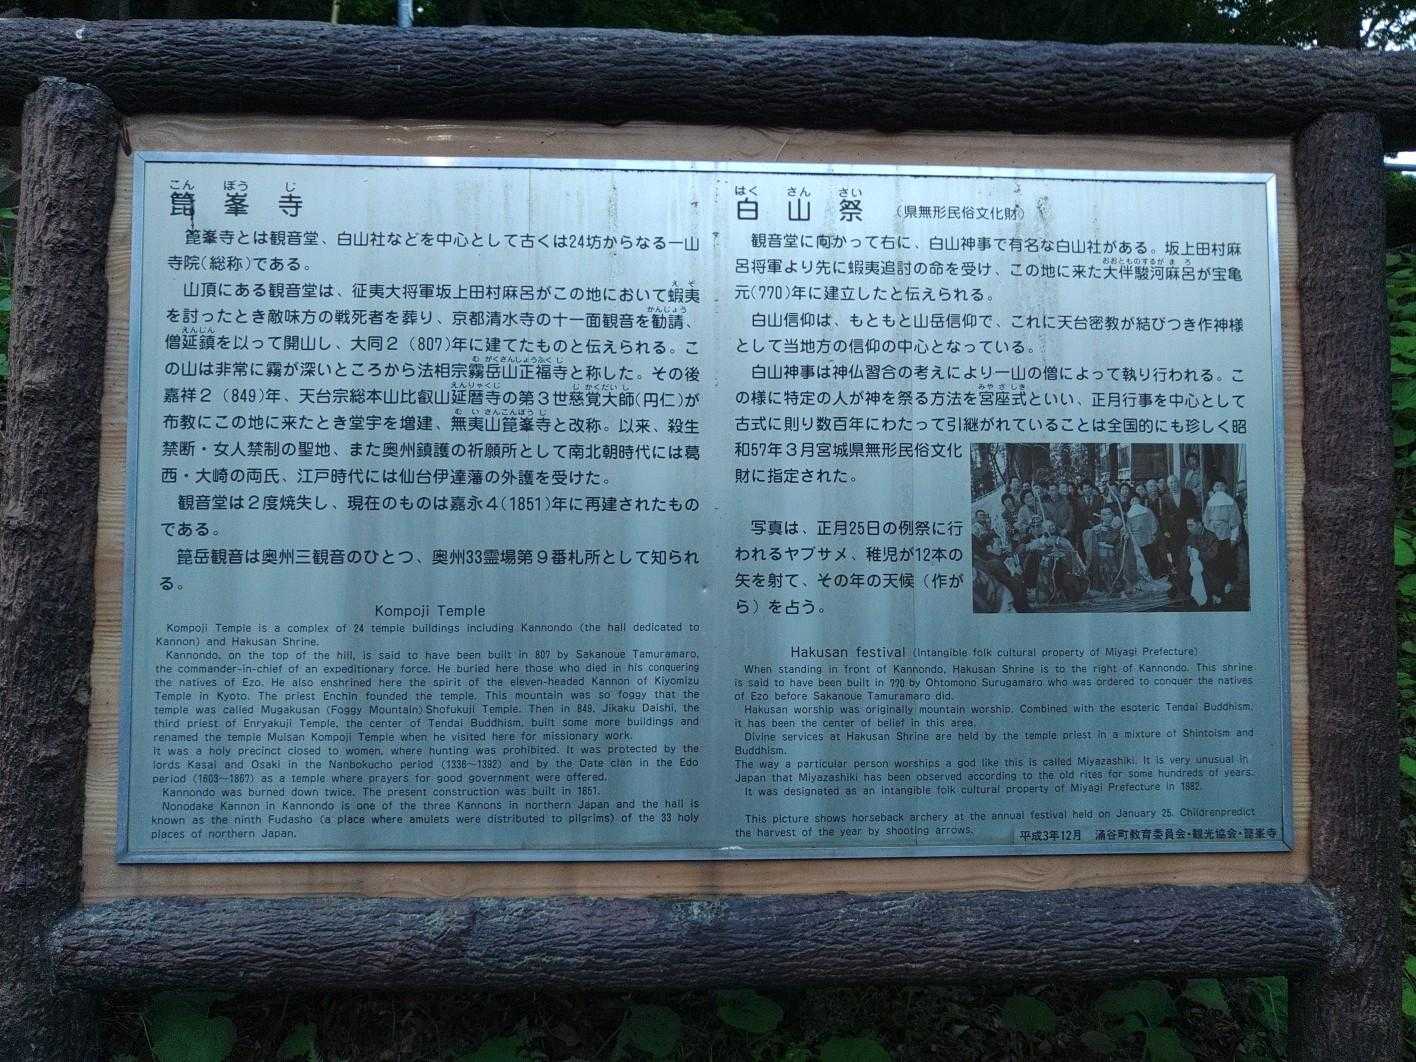 こん ぼう じ
箟峯寺
箟峯寺とは観音堂、白山社などを中心として古くは24坊からなる一山
寺院(総称)である。
山頂にある観音堂は、征夷大将軍坂上田村麻呂がこの地において蝦夷
を討ったとき敵味方の戦死者を葬り、京都清水寺の十一面観音を勧請、
僧延鎮を以って開山し、大同2(807)年に建てたものと伝えられる。こ
の山は非常に霧が深いところから法相宗霧岳山正福寺と称した。その後
嘉祥2(849)年、天台宗総本山比叡山延暦寺の第3世慈覚大師(円仁)が
布教にこの地に来たとき堂宇を増建、無夷山箟峯寺と改称。以来、殺生
禁断・女人禁制の聖地、また奥州鎮護の祈願所として南北朝時代には葛
西・大崎の両氏、江戸時代には仙台伊達藩の外護を受けた。
観音堂は2度焼失し、現在のものは嘉永4(1851)年に再建されたもの
である。
箟岳観音は奥州三観音のひとつ、奥州33霊場第9番札所として知られ
る。
Kompoji Temple
Kompoji Temple is a complex of 24 temple buildings including Kannondo (the hall dedicated to
Kannon) and Hakusan Shrine.
Kannondo, on the top of the hill, is said to have been built in 807 by Sakanoue Tamuramaro,
the commander-in-chief of an expeditionary force. He buried here those who died in his conquering
the natives of Ezo. He also enshrined here the spirit of the eleven-headed Kannon of Kiyomizu
Temple in Kyoto. The priest Enchin founded the temple. This mountain was so foggy that the
temple was called Mugakusan (Foggy Mountain) Shofukuji Temple. Then in 849, Jikaku Daishi, the
third priest of Enryakuji Temple, the center of Tendai Buddhism, built some more buildings and
renamed the temple Muisan Kompoji Temple when he visited here for missionary work.
It was a holy precinct closed to women, where hunting was prohibited. It was protected by the
lords Kasai and Osaki in the Nanbokucho period (1336~1392) and by the Date clan in the Edo
period (1603~1867) as a temple where prayers for good government were offered.
Kannondo was burned down twice. The present construction was built in 1851.
Nonodake Kannon in Kannondo is one of the three Kannons in northern Japan and the hall is
known as the ninth Fudasho (a place where amulets were distributed to pilgrims) of the 33 holy
places of northern Japan.
はく さん さい
白山祭 (県無形民俗文化財)
観音堂に向かって右に、白山神事で有名な白山社がある。坂上田村麻
呂将軍より先に蝦夷追討の命を受け、この地に来た大伴駿河麻呂が宝亀
元(770)年に建立したと伝えられる。
白山信仰は、もともと山岳信仰で、これに天台密教が結びつき作神様
として当地方の信仰の中心となっている。
白山神事は神仏習合の考えにより一山の僧によって執り行われる。こ
の様に特定の人が神を祭る方法を宮座式といい、正月行事を中心として
古式に則り数百年にわたって引継がれていることは全国的にも珍しく昭
和57年3月宮城県無形民俗文化
財に指定された。
写真は、正月25日の例祭に行
われるヤブサメ、稚児が12本の
矢を射て、その年の天候(作が
ら)を占う。
Hakusan festival (Intangible folk cultural property of Miyagi Prefecture)
When standing in front of Kannondo, Hakusan Shrine is to the right of Kannondo. This shrine
is said to have been built in 770 by Ohtomono Surugamaro who was ordered to conquer the natives
of Ezo before Sakanoue Tamuramaro did.
Hakusan worship was originally mountain worship. Combined with the esoteric Tendai Buddhism,
it has been the center of belief in this area.
Divine services at Hakusan Shrine are held by the temple priest in a mixture of Shintoism and
Buddhism.
The way a particular person worships a god like this is called Miyazashiki. It is very unusual in
Japan that Miyazashiki has been observed according to the old rites for some hundreds of years.
It was designated as an intangible folk cultural property of Miyagi Prefecture in 1982.
This picture shows horseback archery at the annual festival held on January 25. Childrenpredict
the harvest of the year by shooting arrows.
平成3年12月 涌谷町教育委員会・観光協会・箟峯寺